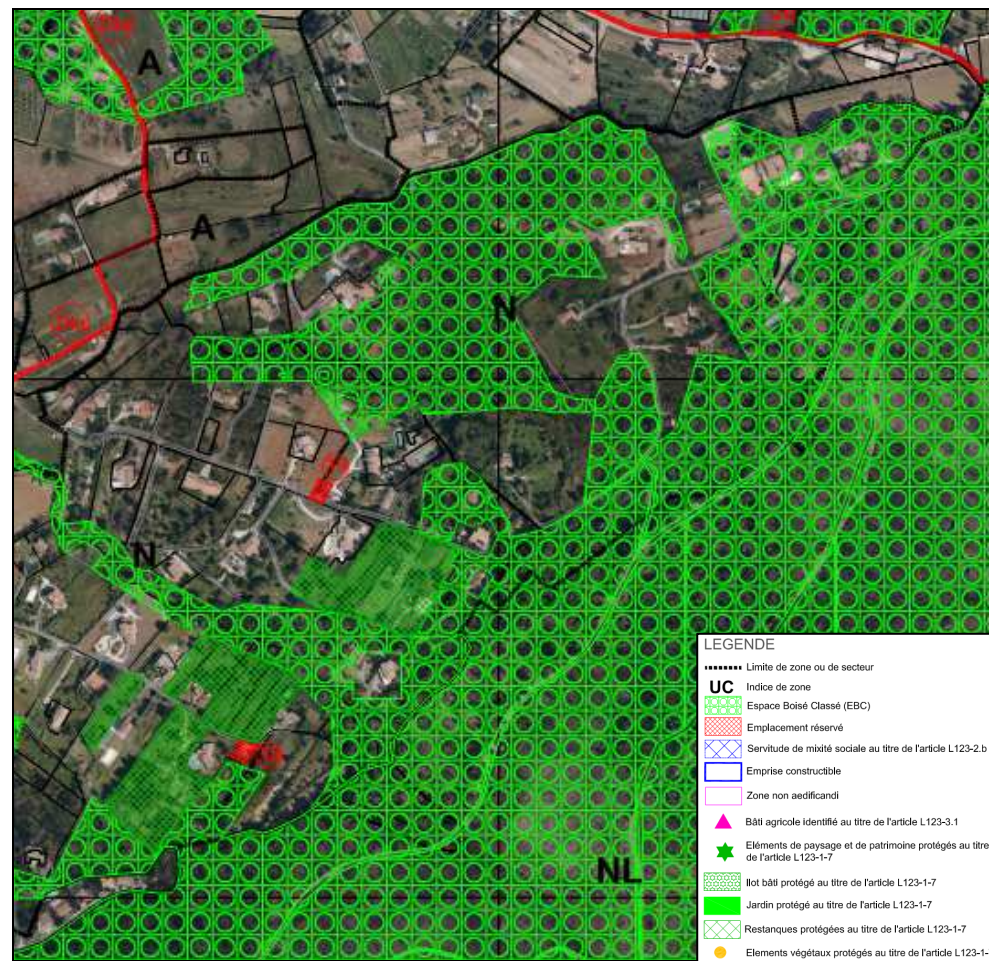 A
A
N
N
NL
LEGENDE
Limite de zone ou de secteur
UC Indice de zone
Espace Boisé Classé (EBC)
Emplacement réservé
Servitude de mixité sociale au titre de l'article L123-2.b
Emprise constructible
Zone non aedificandi
Bâti agricole identifié au titre de l'article L123-3.1
Eléments de paysage et de patrimoine protégés au titre
de l'article L123-1-7
Ilot bâti protégé au titre de l'article L123-1-7
Jardin protégé au titre de l'article L123-1-7
Restanques protégées au titre de l'article L123-1-7
Elements végétaux protégés au titre de l'article L123-1-